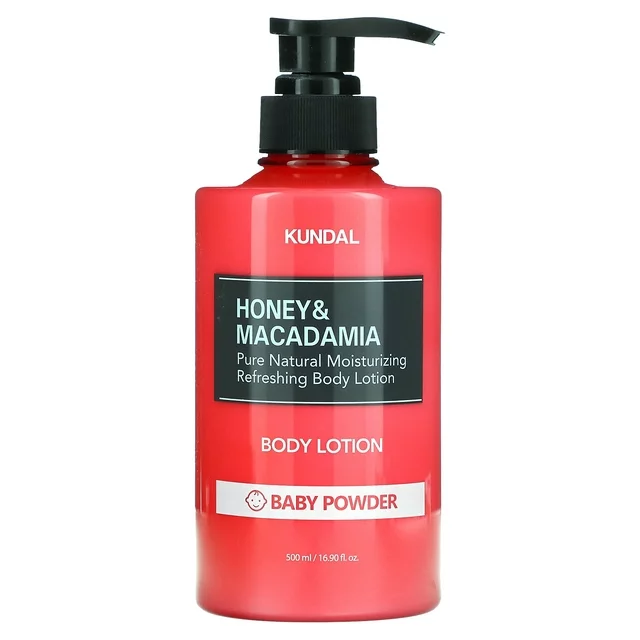 KUNDAL
HONEY&
MACADAMIA
Pure Natural Moisturizing
Refreshing Body Lotion
BODY LOTION
BABY POWDER
500 ml / 16.90 fl. oz.